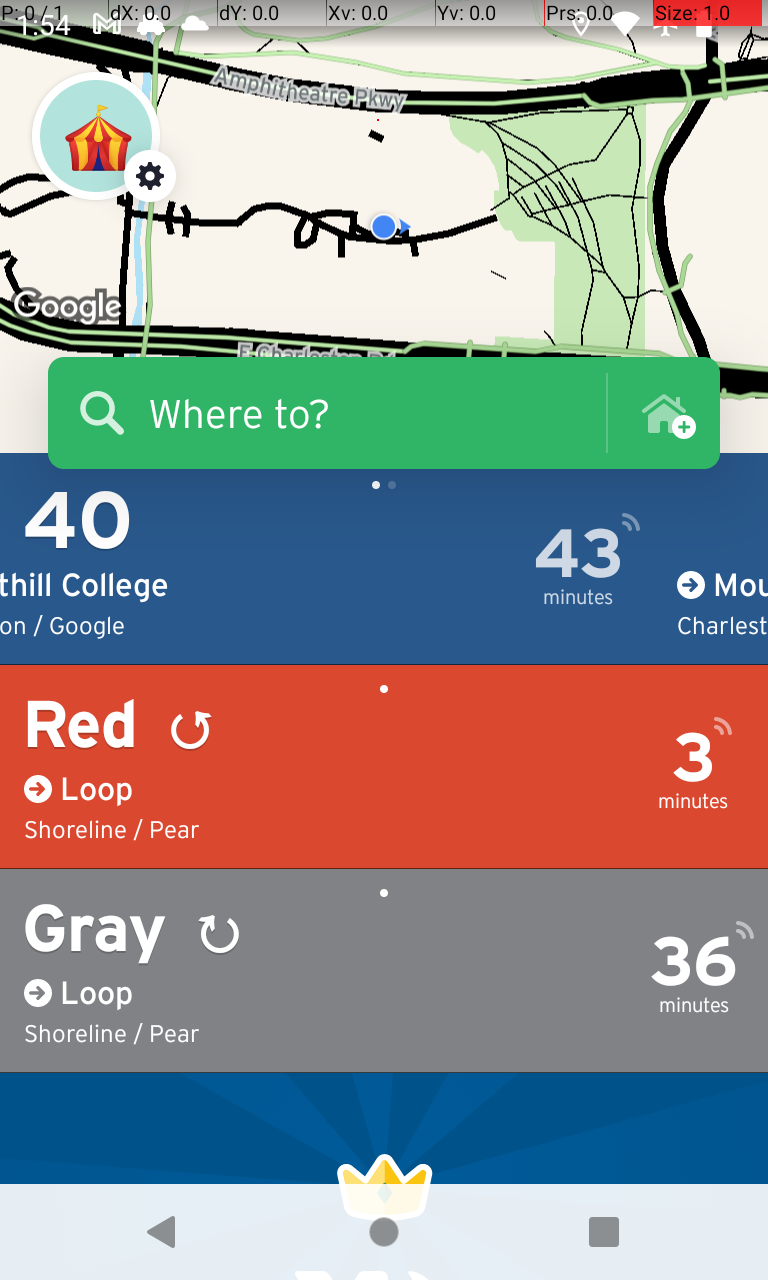 P: 0 / 1 dX: 0.0 dY: 0.0 Xv: 0.0 Yv: 0.0 Prs: 0.0 Size: 1.0
1:54
Amphitheatre Pkwy
Google
Where to?
40
43
minutes
thill College
on / Google
Mou
Charlest
Red
Loop
Shoreline / Pear
3
minutes
Gray
Loop
Shoreline / Pear
36
minutes